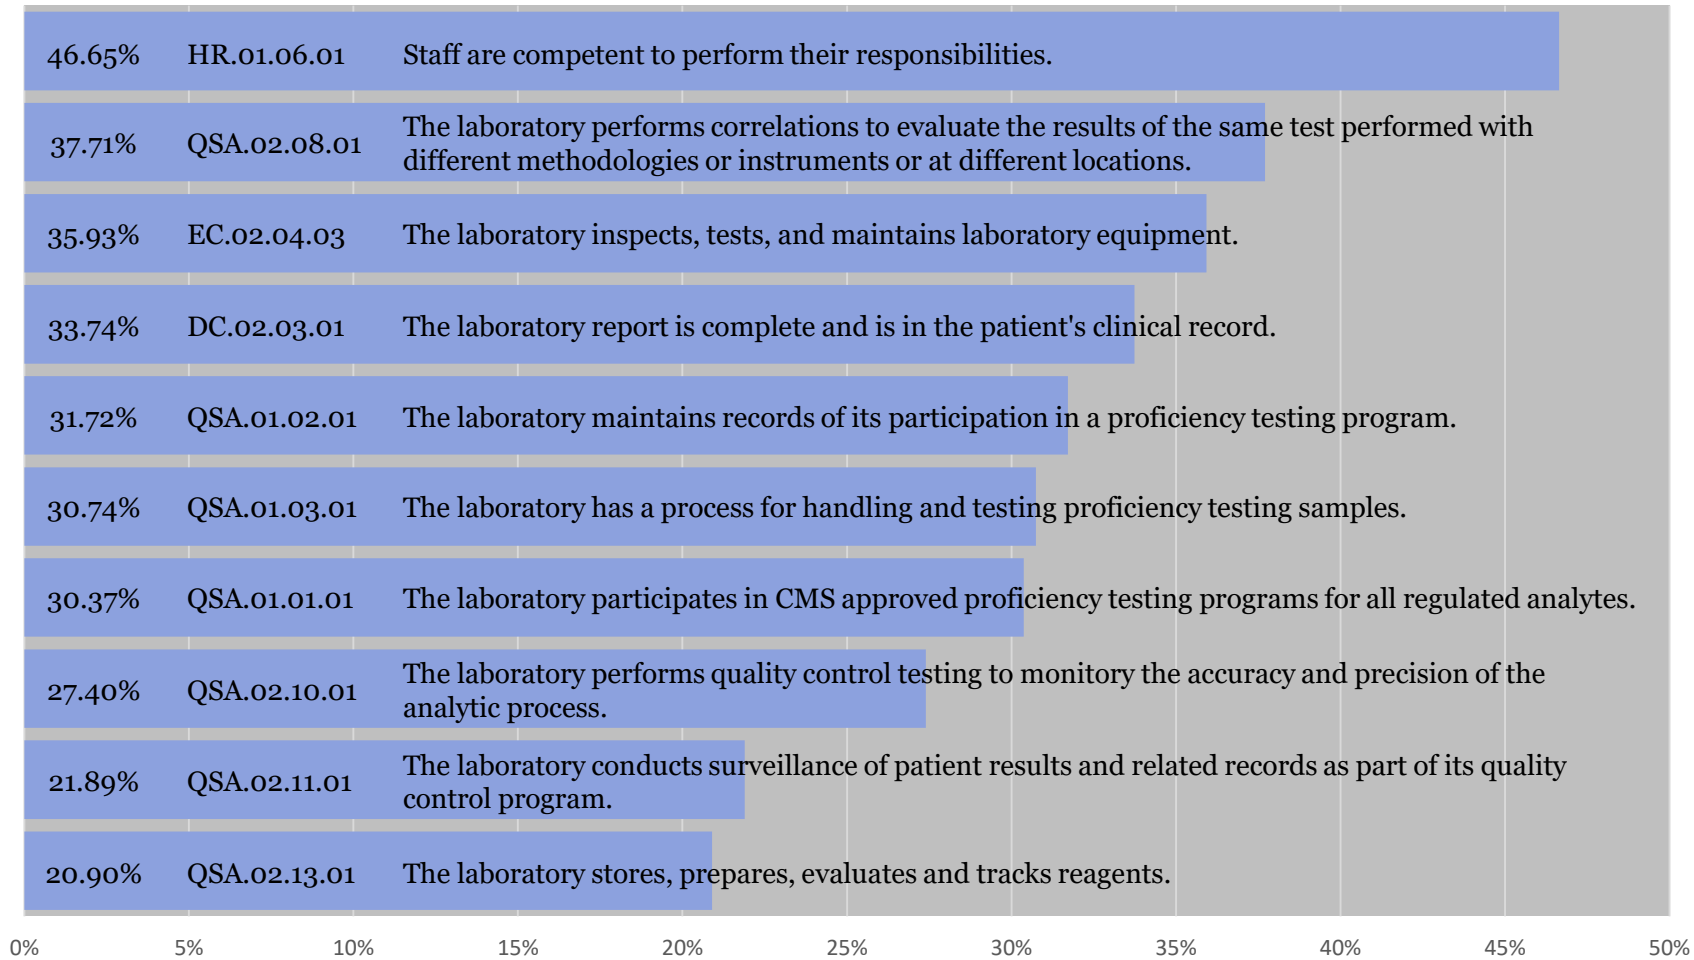 46.65% HR.01.06.01 Staff are competent to perform their responsibilities.
37.71% QSA.02.08.01 The laboratory performs correlations to evaluate the results of the same test performed with
different methodologies or instruments or at different locations.
35.93% EC.02.04.03 The laboratory inspects, tests, and maintains laboratory equipment.
33.74% DC.02.03.01 The laboratory report is complete and is in the patient's clinical record.
31.72% QSA.01.02.01 The laboratory maintains records of its participation in a proficiency testing program.
30.74% QSA.01.03.01 The laboratory has a process for handling and testing proficiency testing samples.
30.37% QSA.01.01.01 The laboratory participates in CMS approved proficiency testing programs for all regulated analytes.
27.40% QSA.02.10.01 The laboratory performs quality control testing to monitory the accuracy and precision of the
analytic process.
21.89% QSA.02.11.01 The laboratory conducts surveillance of patient results and related records as part of its quality
control program.
20.90% QSA.02.13.01 The laboratory stores, prepares, evaluates and tracks reagents.
0% 5% 10% 15% 20% 25% 30% 35% 40% 45% 50%